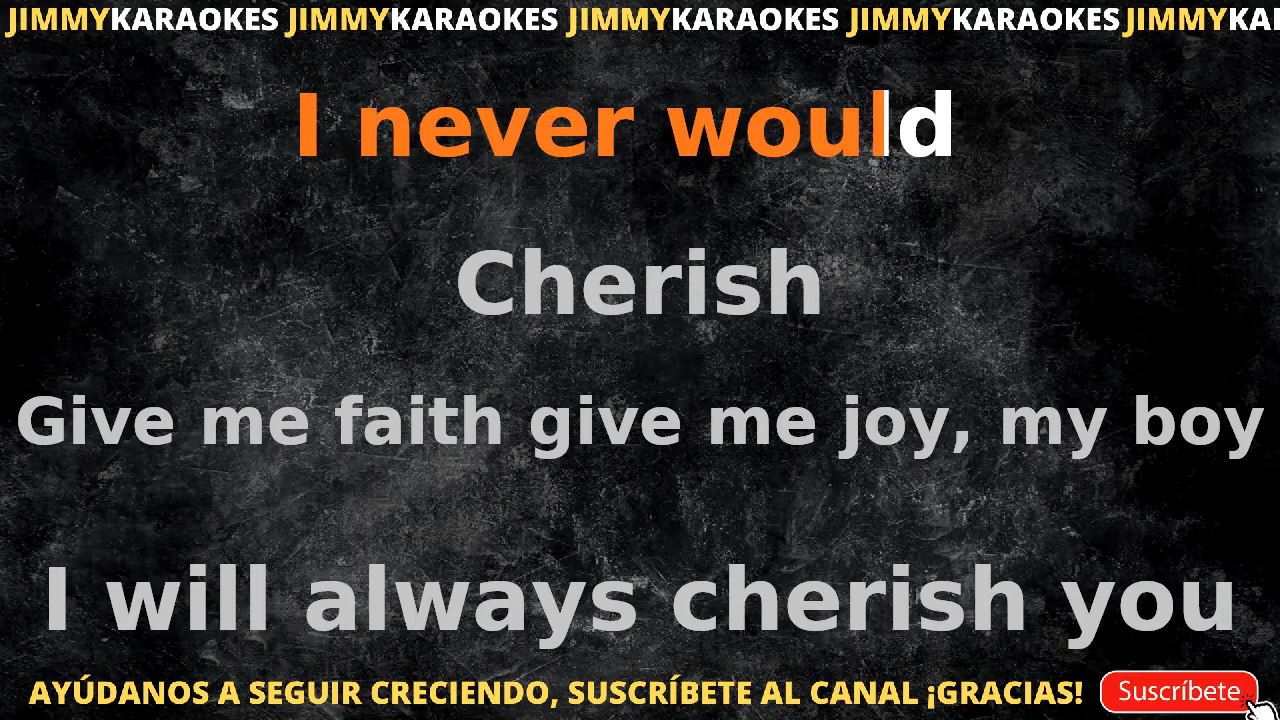 JIMMYKARAOKES JIMMYKARAOKES JIMMYKARAOKES JIMMYKARAOKES JIMMYKA
I never would
Cherish
Give me faith give me joy, my boy
I will always cherish you
AYÚDANOS A SEGUIR CRECIENDO, SUSCRÍBETE AL CANAL ¡GRACIAS! Suscríbete